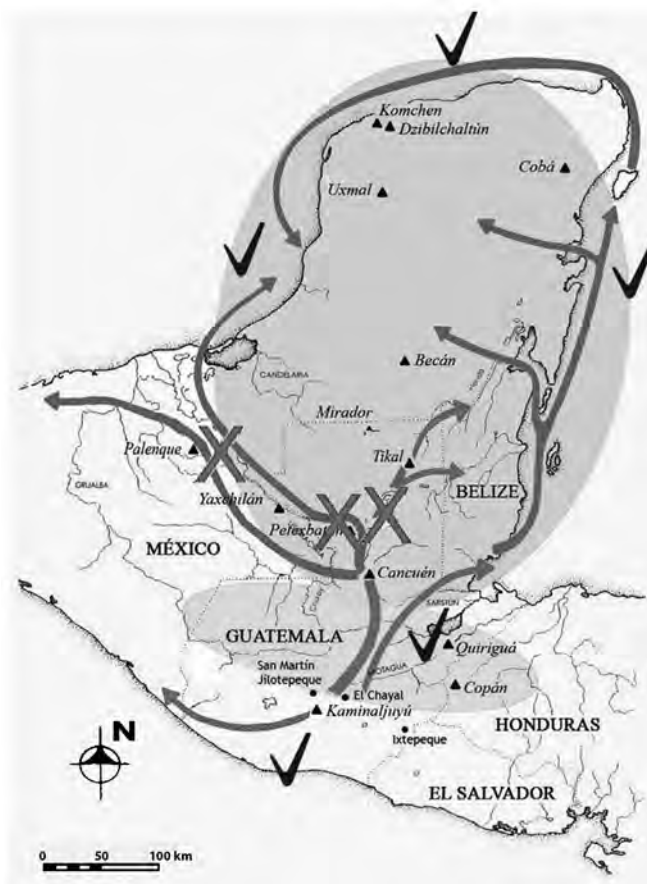 Komchen
Dzibilchaltún
Cobá
Uxmal
Becán
CANDELARIA
Mirador
Tikal
Palenque
BELIZE
Yaxchilán
GRIJALBA
MÉXICO
Cancuén
SARSTÚN
GUATEMALA
Quiriguá
MOTAGUA
San Martín
Jilotepeque
El Chayal
Copán
Kaminaljuyú
HONDURAS
Ixtepeque
N
EL SALVADOR
0 50 100 km